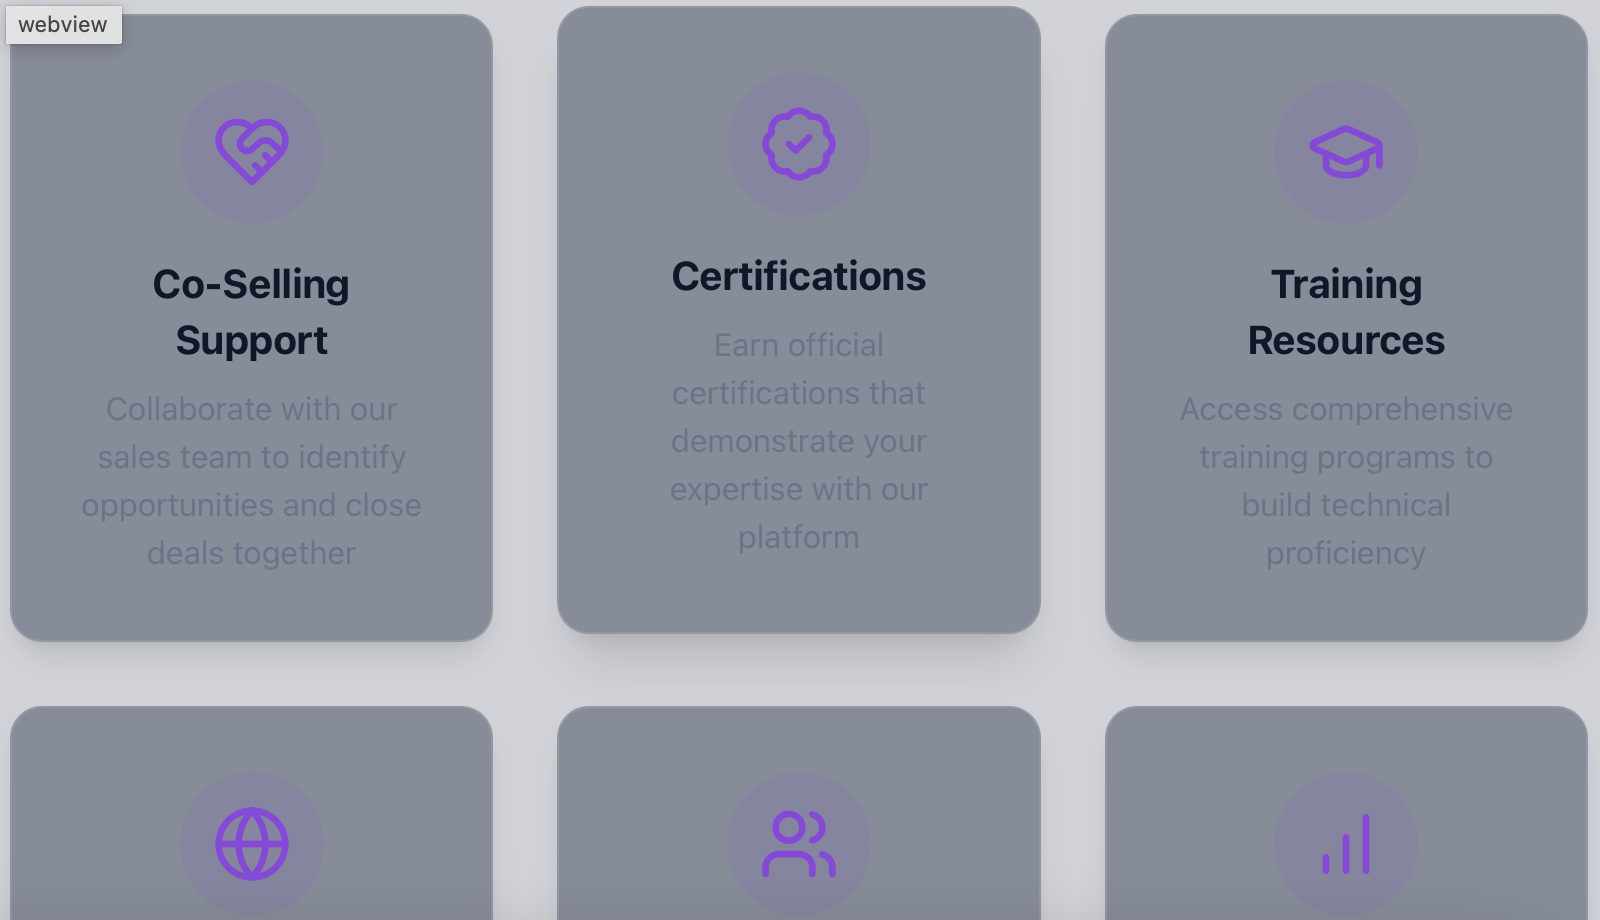 webview
Co-Selling
Support
Collaborate with our
sales team to identify
opportunities and close
deals together
Certifications
Earn official
certifications that
demonstrate your
expertise with our
platform
Training
Resources
Access comprehensive
training programs to
build technical
proficiency